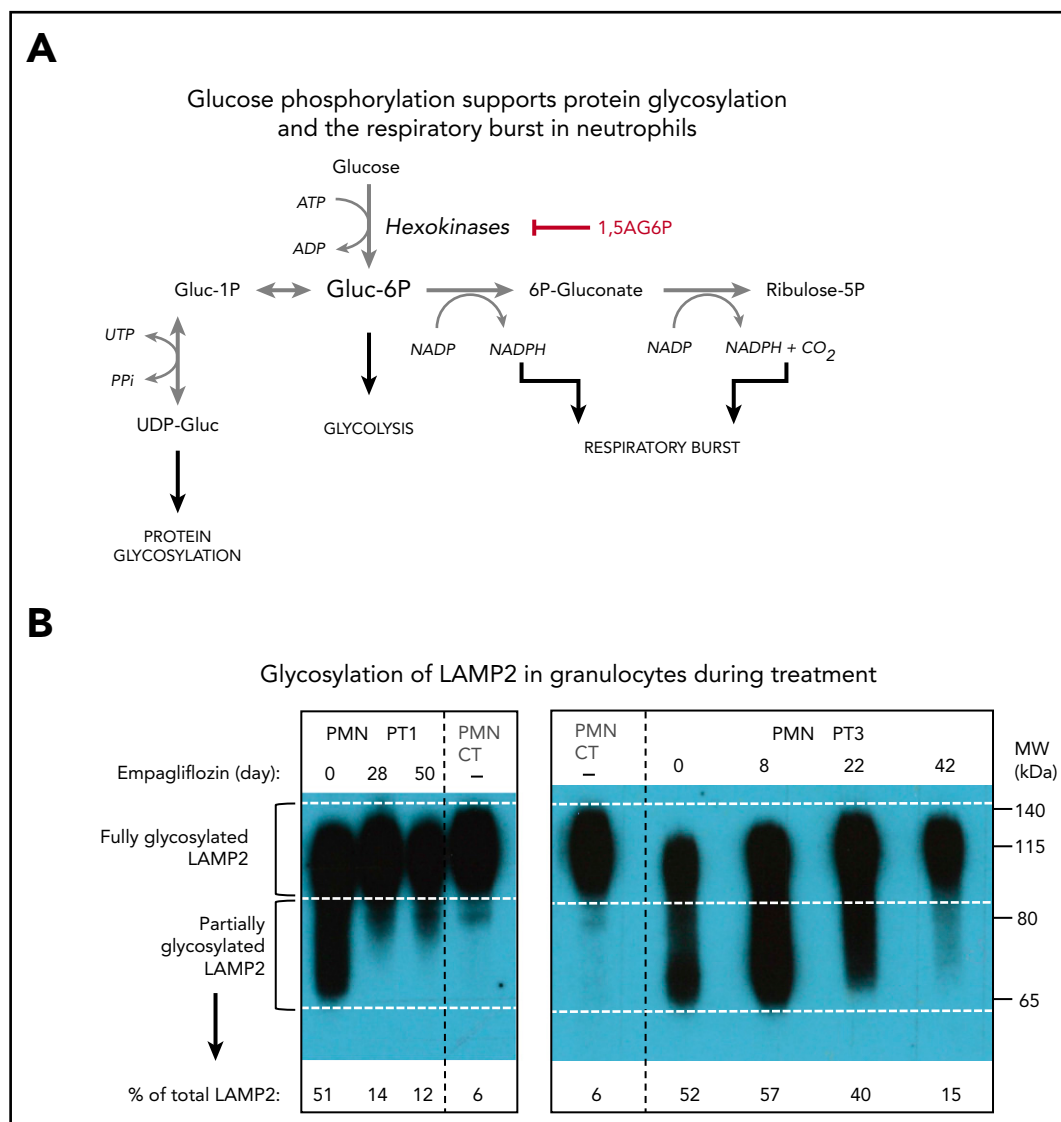 A
Glucose phosphorylation supports protein glycosylation
and the respiratory burst in neutrophils
Glucose
ATP
ADP
Hexokinases
1,5AG6P
Gluc-1P
Gluc-6P
6P-Gluconate
Ribulose-5P
UTP
PPi
NADP
NADPH
NADP
NADPH + CO2
UDP-Gluc
GLYCOLYSIS
RESPIRATORY BURST
PROTEIN
GLYCOSYLATION
B
Glycosylation of LAMP2 in granulocytes during treatment
PMN PT1
PMN
CT
Empagliflozin (day):
0 28 50 –
Fully glycosylated
LAMP2
Partially
glycosylated
LAMP2
% of total LAMP2:
51 14 12 6
PMN
CT
–
PMN PT3
0 8 22 42
MW
(kDa)
140
115
80
65
6 52 57 40 15